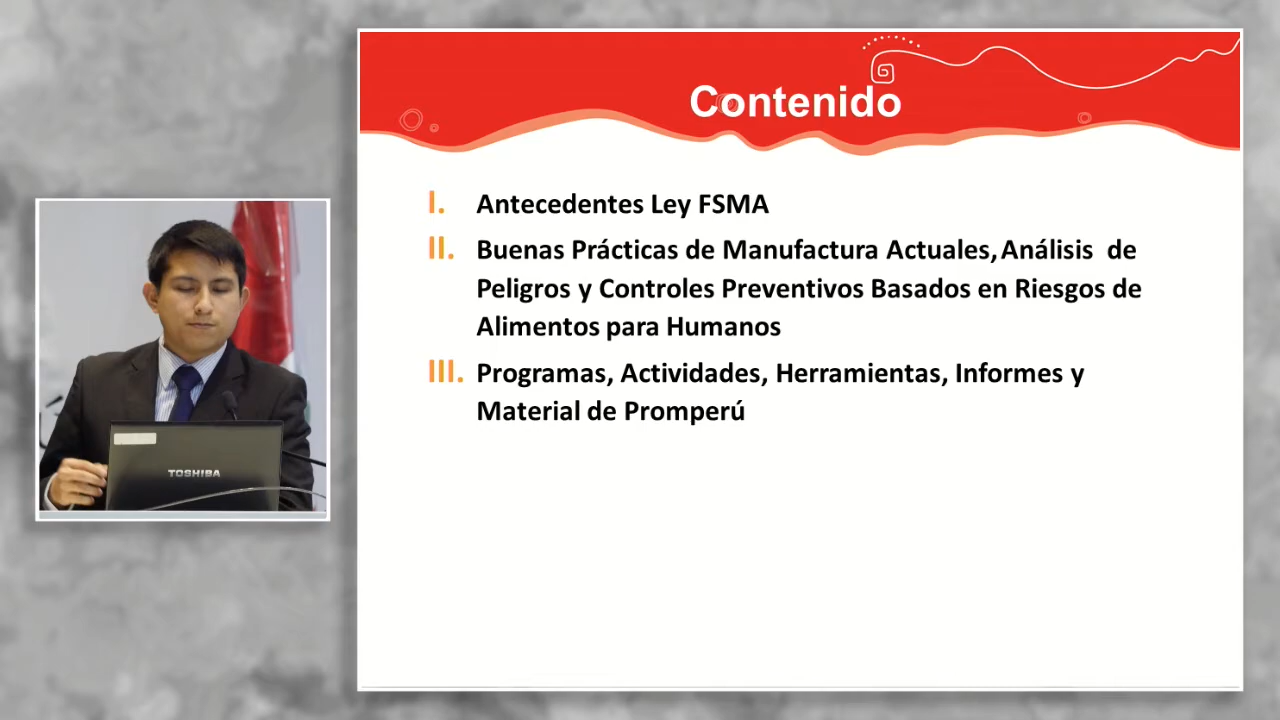 Contenido
I. Antecedentes Ley FSMA
II. Buenas Prácticas de Manufactura Actuales, Análisis de
Peligros y Controles Preventivos Basados en Riesgos de
Alimentos para Humanos
III. Programas, Actividades, Herramientas, Informes y
Material de Promperú
TOSHIBA